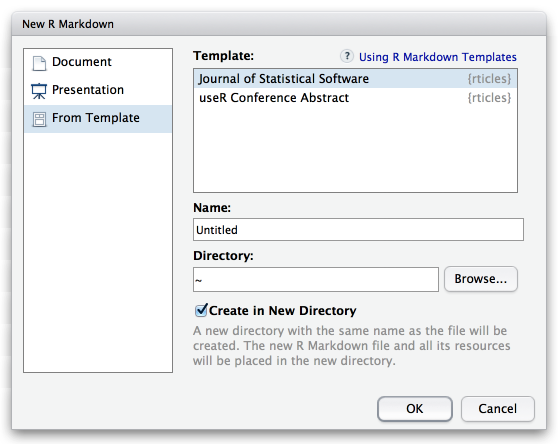 New R Markdown
Document
Presentation
From Template
Template:
? Using R Markdown Templates
Journal of Statistical Software {rticles}
useR Conference Abstract {rticles}
Name:
Untitled
Directory:
~
Browse...
Create in New Directory
A new directory with the same name as the file will be
created. The new R Markdown file and all its resources
will be placed in the new directory.
OK Cancel